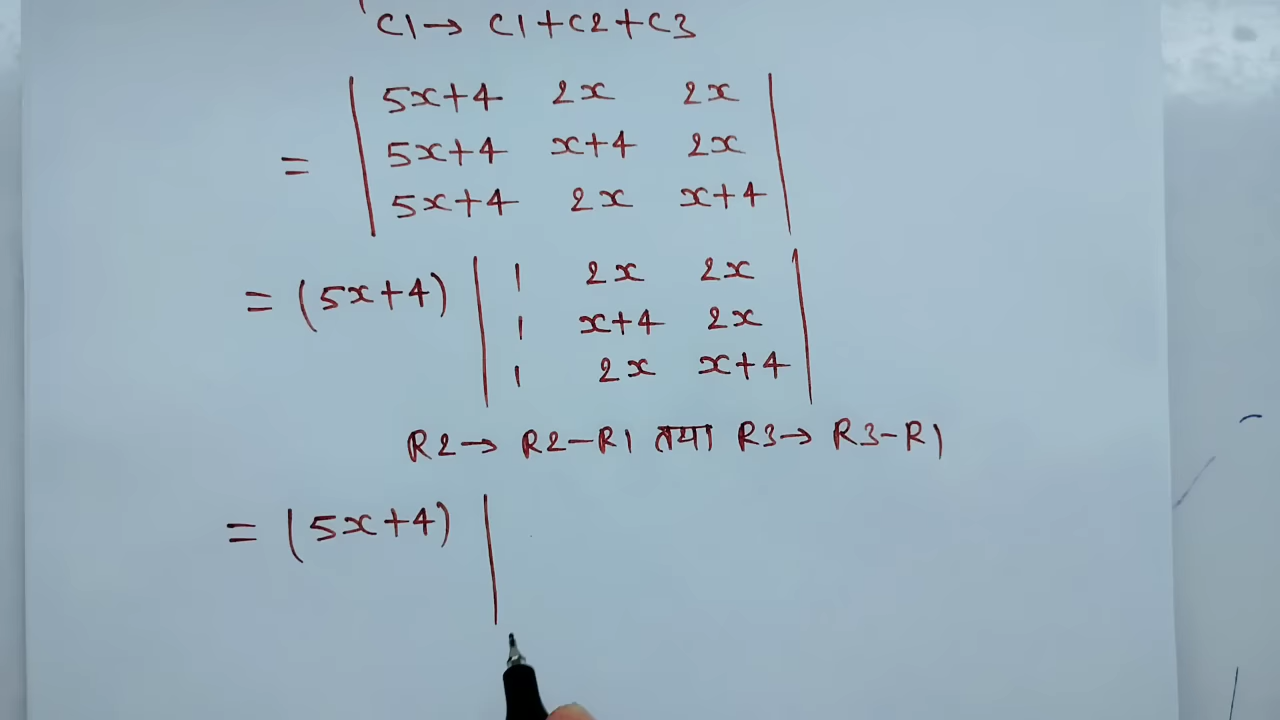 C1→ C1+C2+C3
| 5x+4 2x 2x |
= | 5x+4 x+4 2x |
| 5x+4 2x x+4 |
= (5x+4) | 1 2x 2x |
| 1 x+4 2x |
| 1 2x x+4 |
R2→ R2-R1 तथा R3→ R3-R1
= (5x+4) |